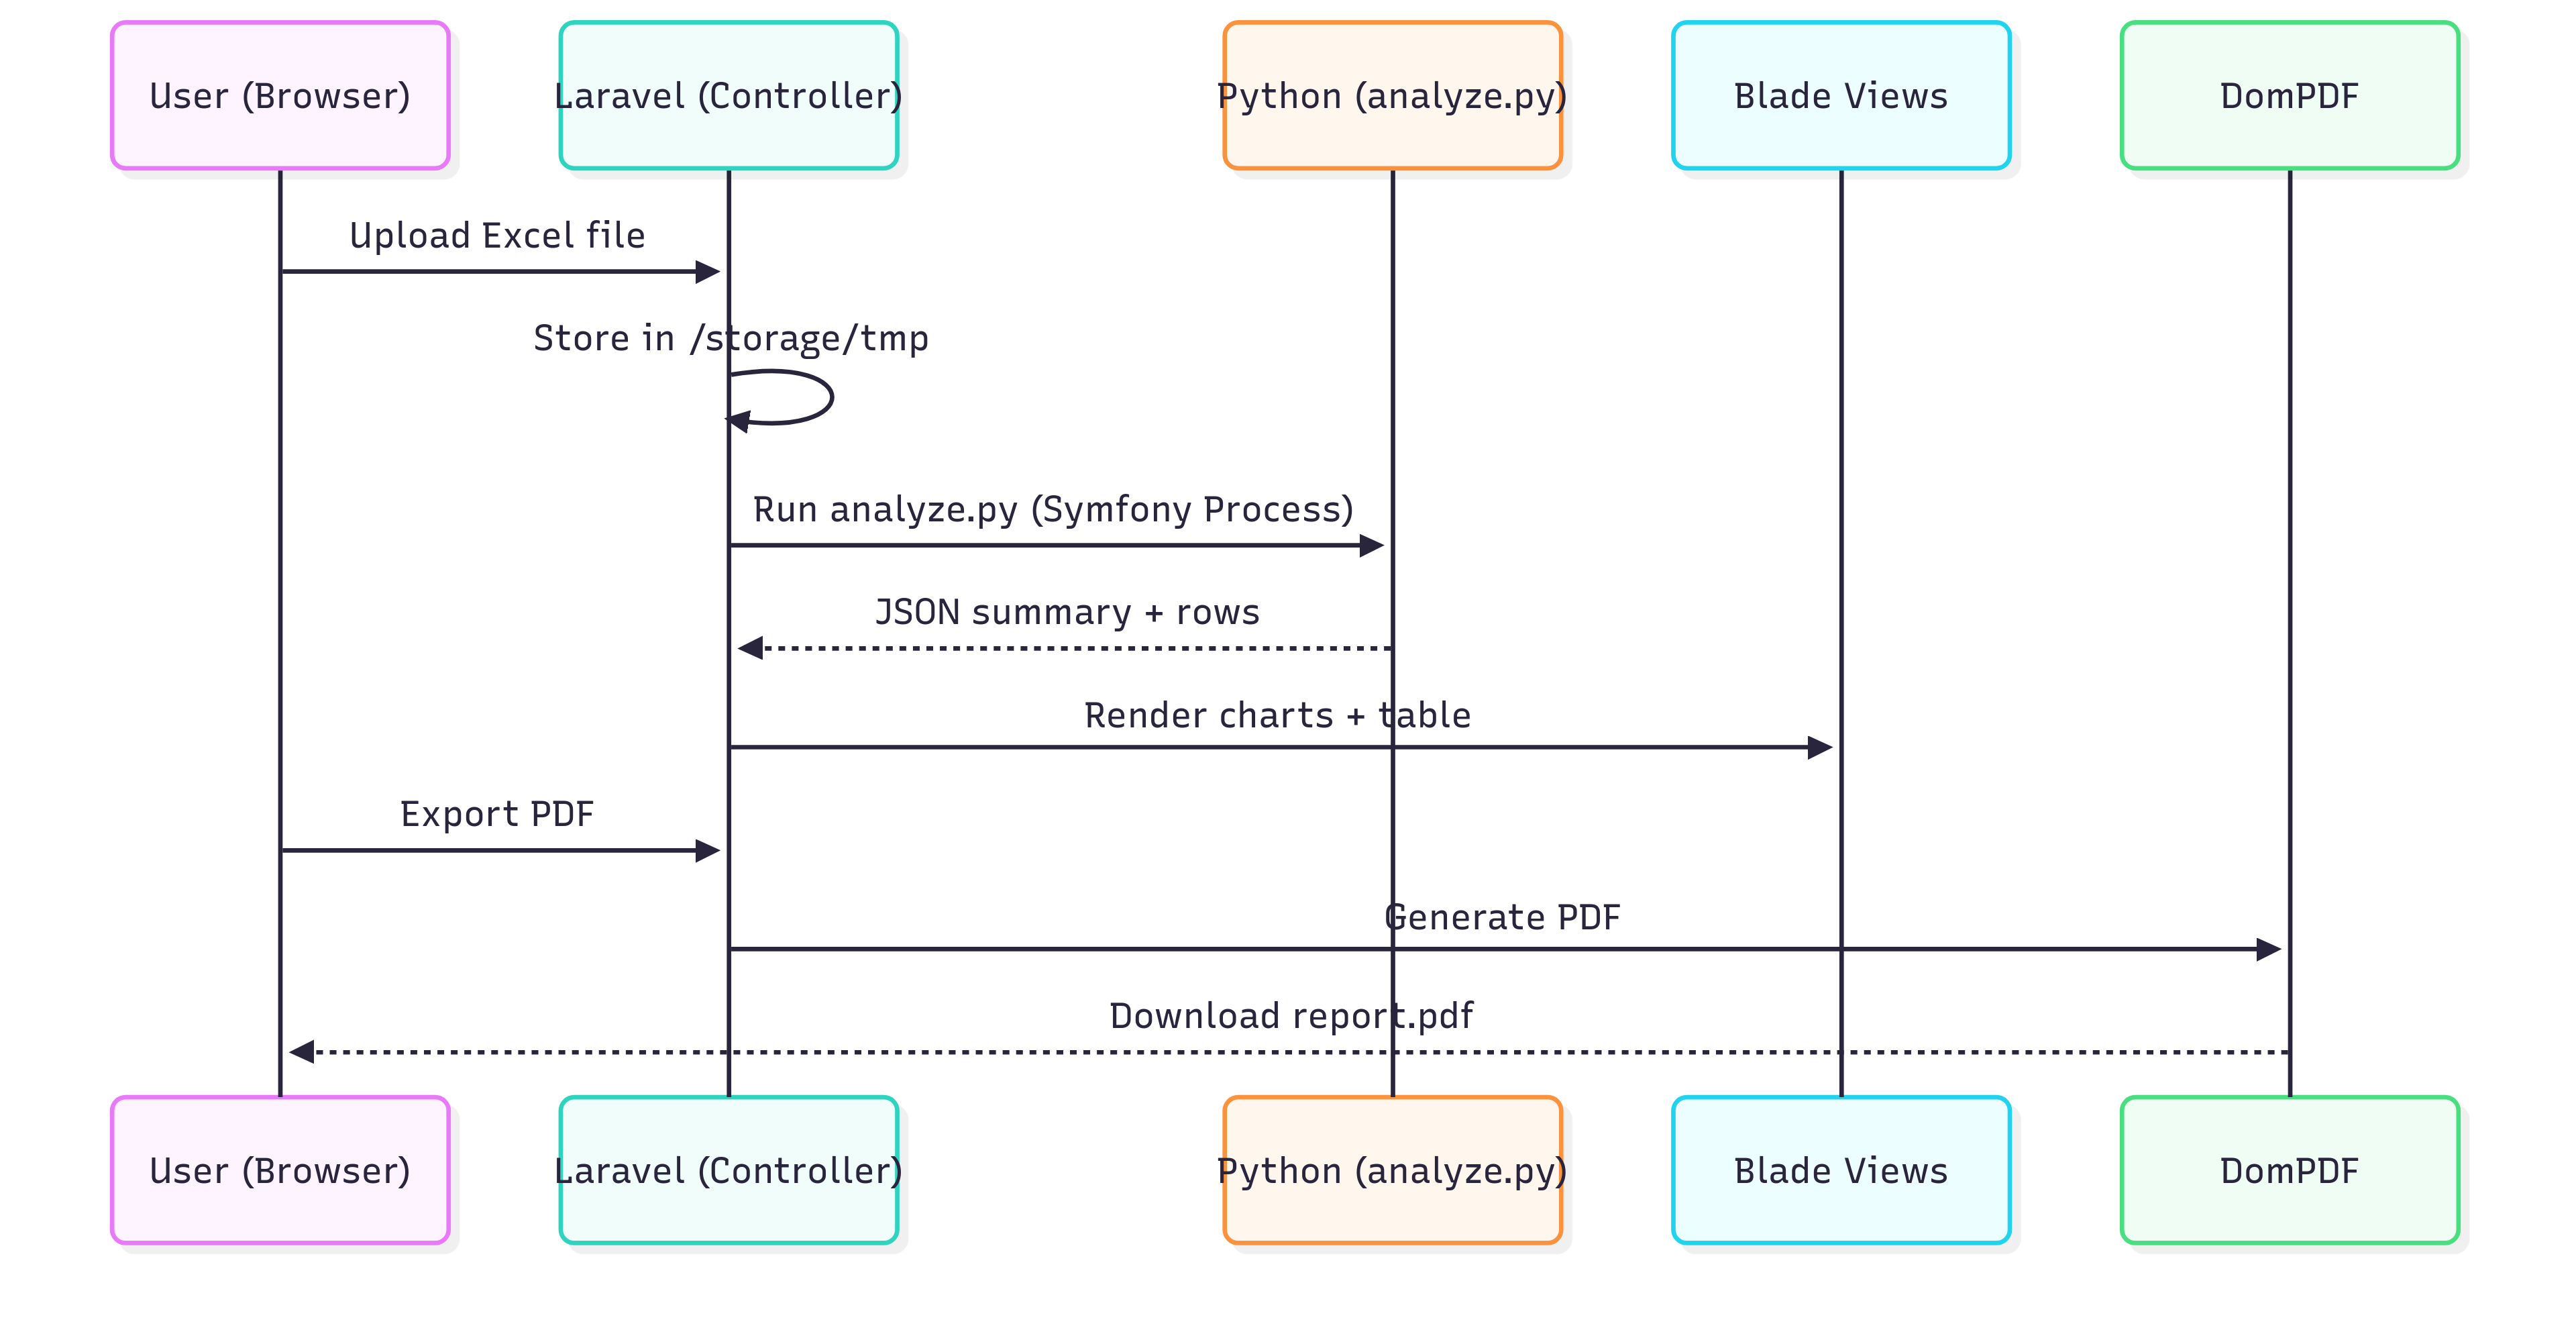 User (Browser)
Laravel (Controller)
Python (analyze.py)
Blade Views
DomPDF
Upload Excel file
Store in /storage/tmp
Run analyze.py (Symfony Process)
JSON summary + rows
Render charts + table
Export PDF
Generate PDF
Download report.pdf
User (Browser)
Laravel (Controller)
Python (analyze.py)
Blade Views
DomPDF